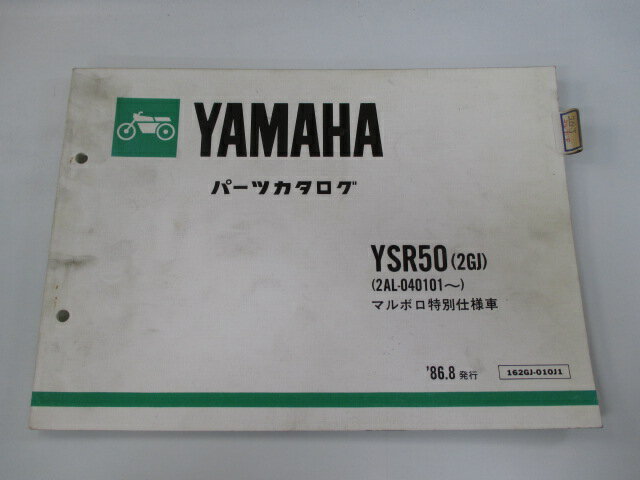 YAMAHA
パーツカタログ
YSR50(2GJ)
(2AL-040101〜)
マルボロ特別仕様車
'86.8 発行
162GJ-010J1